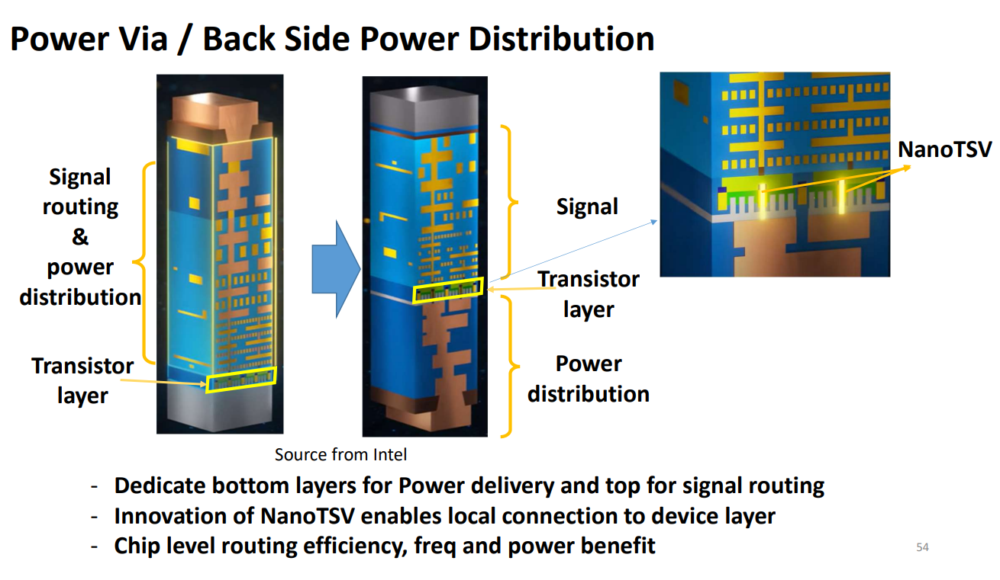 Power Via / Back Side Power Distribution
Signal
routing
&
power
distribution
Transistor
layer
Signal
Transistor
layer
Power
distribution
NanoTSV
Source from Intel
- Dedicate bottom layers for Power delivery and top for signal routing
- Innovation of NanoTSV enables local connection to device layer
- Chip level routing efficiency, freq and power benefit
54